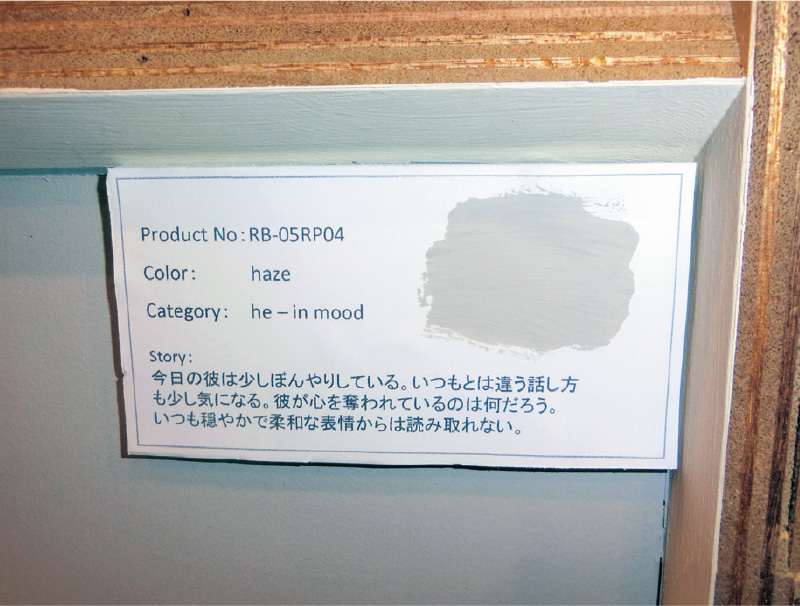 Product No: RB-05RP04
Color: haze
Category: he – in mood
Story:
今日の彼は少しぼんやりしている。いつもとは違う話し方
も少し気になる。彼が心を奪われているのは何だろう。
いつも穏やかで柔和な表情からは読み取れない。